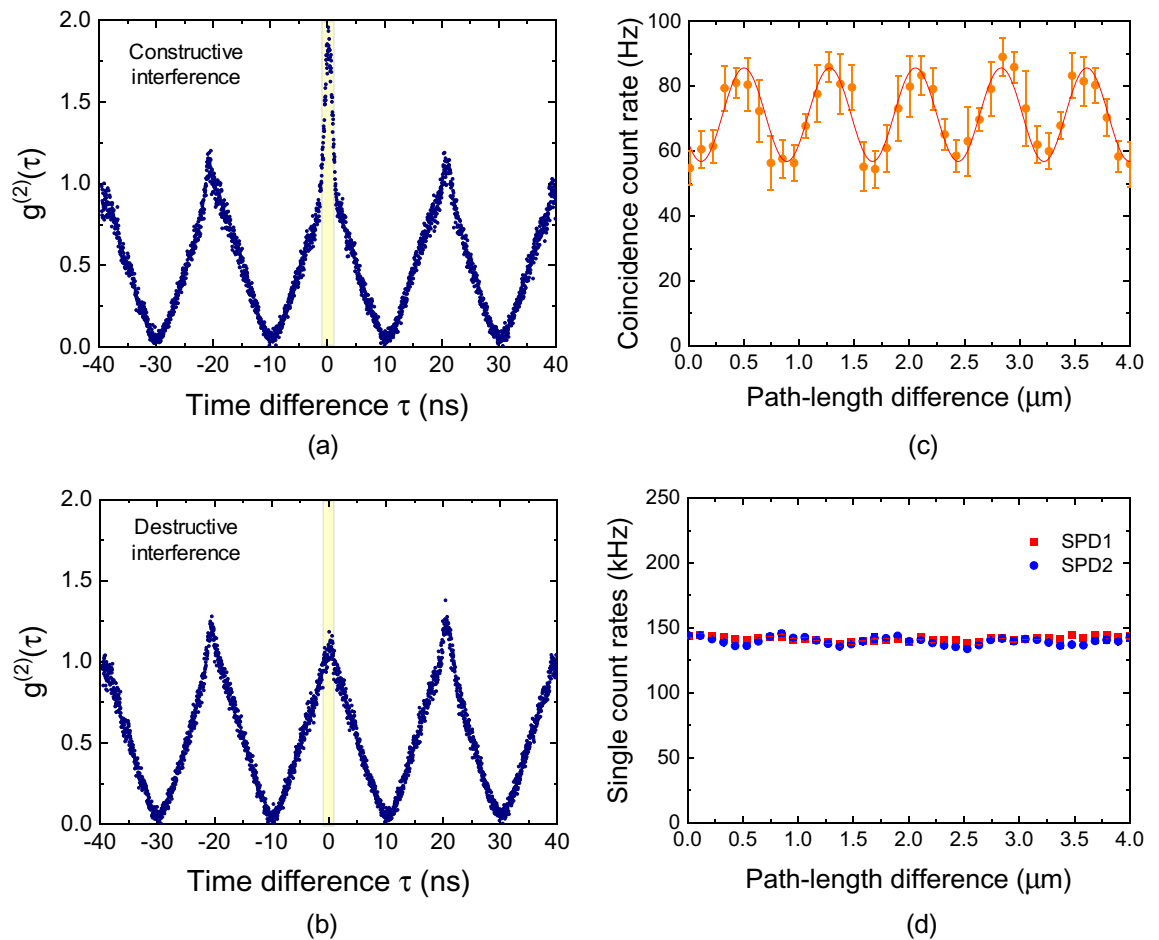 2.0
1.5
1.0
0.5
0.0
g(2)(τ)
Constructive
interference
-40 -30 -20 -10 0 10 20 30 40
Time difference τ (ns)
(a)
100
80
60
40
20
0
Coincidence count rate (Hz)
0.0 0.5 1.0 1.5 2.0 2.5 3.0 3.5 4.0
Path-length difference (μm)
(c)
2.0
1.5
1.0
0.5
0.0
g(2)(τ)
Destructive
interference
-40 -30 -20 -10 0 10 20 30 40
Time difference τ (ns)
(b)
250
200
150
100
50
0
Single count rates (kHz)
SPD1
SPD2
0.0 0.5 1.0 1.5 2.0 2.5 3.0 3.5 4.0
Path-length difference (μm)
(d)